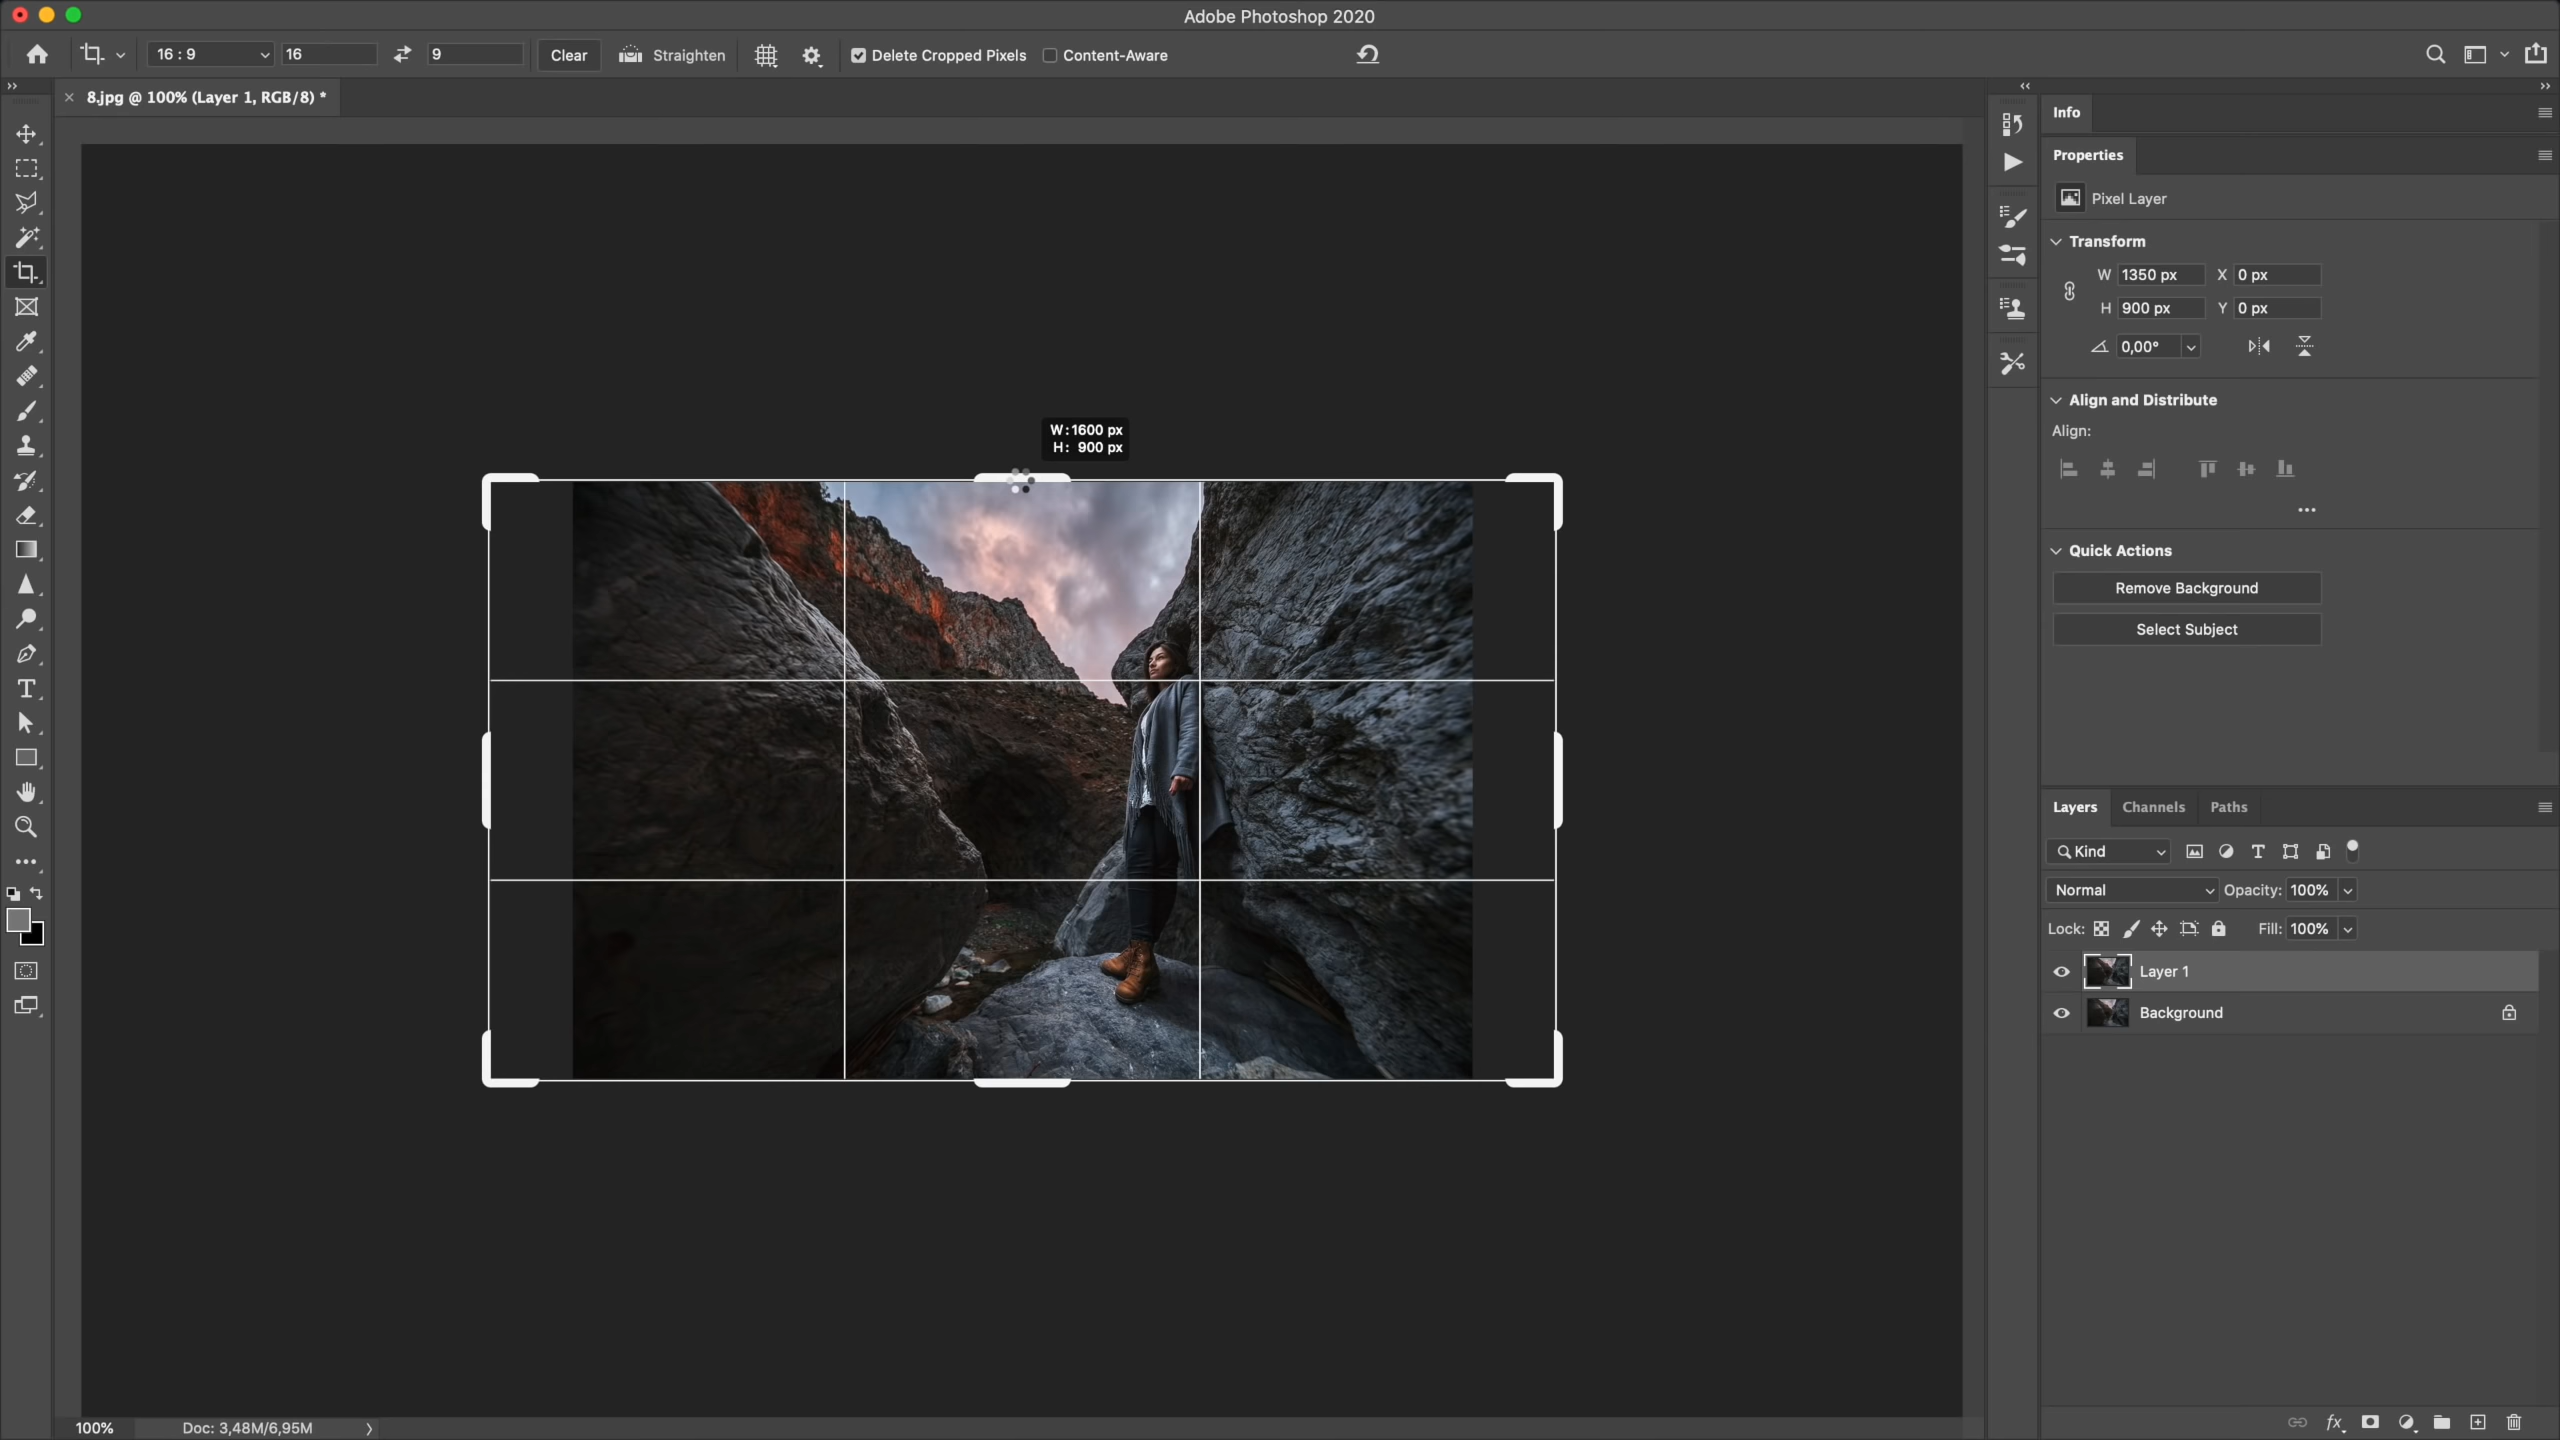 Adobe Photoshop 2020
16 : 9
16
9
Clear
Straighten
Delete Cropped Pixels
Content-Aware
8.jpg @ 100% (Layer 1, RGB/8) *
W: 1600 px
H: 900 px
Info
Properties
Pixel Layer
Transform
W 1350 px X 0 px
H 900 px Y 0 px
0,00°
Align and Distribute
Align:
Quick Actions
Remove Background
Select Subject
Layers Channels Paths
Kind
Normal Opacity: 100%
Lock: Fill: 100%
Layer 1
Background
fx
100% Doc: 3,48M/6,95M